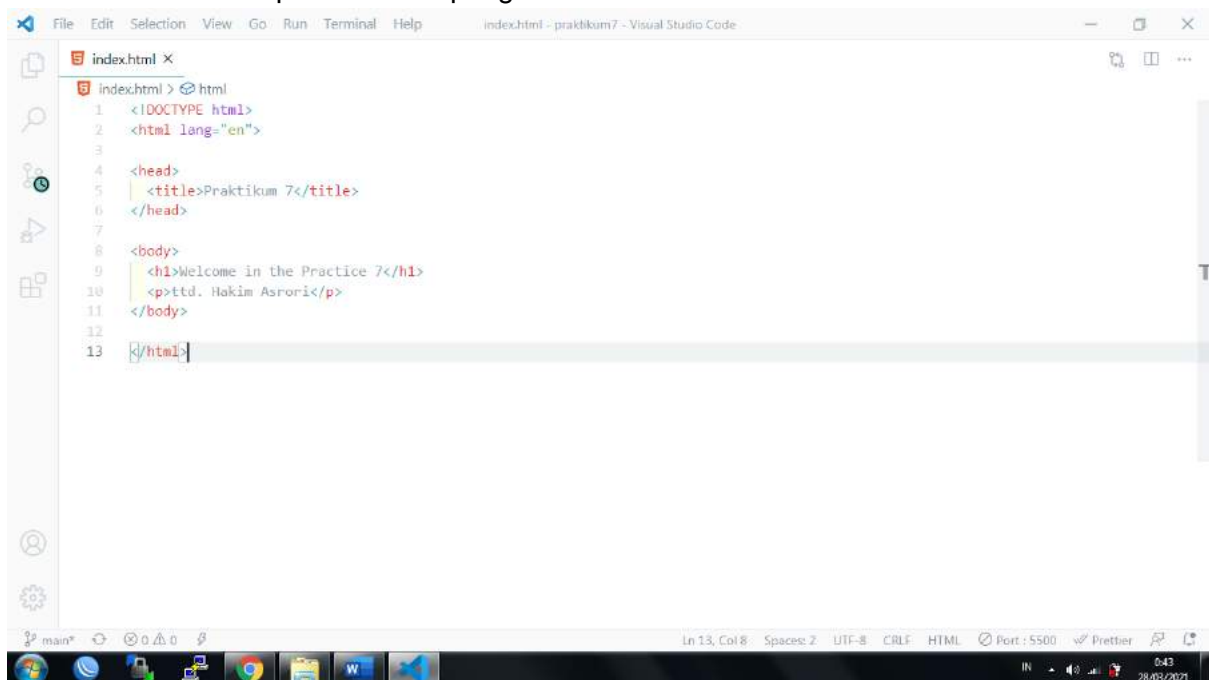 File Edit Selection View Go Run Terminal Help index.html - praktikum7 - Visual Studio Code
index.html
index.html > html
1 <!DOCTYPE html>
2 <html lang="en">
3
4 <head>
5 <title>Praktikum 7</title>
6 </head>
7
8 <body>
9 <h1>Welcome in the Practice 7</h1>
10 <p>ttd. Hakim Asrori</p>
11 </body>
12
13 </html>
main* 0 0 Ln 13, Col 8 Spaces: 2 UTF-8 CRLF HTML Port : 5500 Prettier
W IN 0:43
28/03/2021